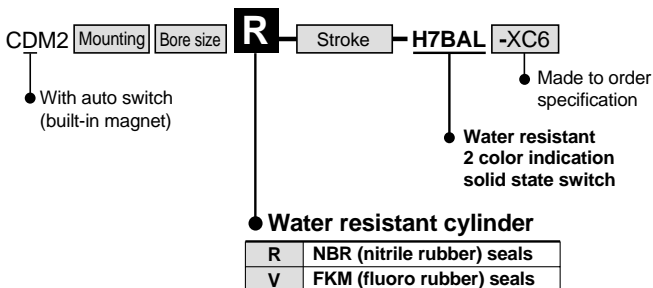 CDM2 Mounting Bore size R Stroke H7BAL -XC6
With auto switch
(built-in magnet)
Made to order
specification
Water resistant
2 color indication
solid state switch
Water resistant cylinder
R NBR (nitrile rubber) seals
V FKM (fluoro rubber) seals